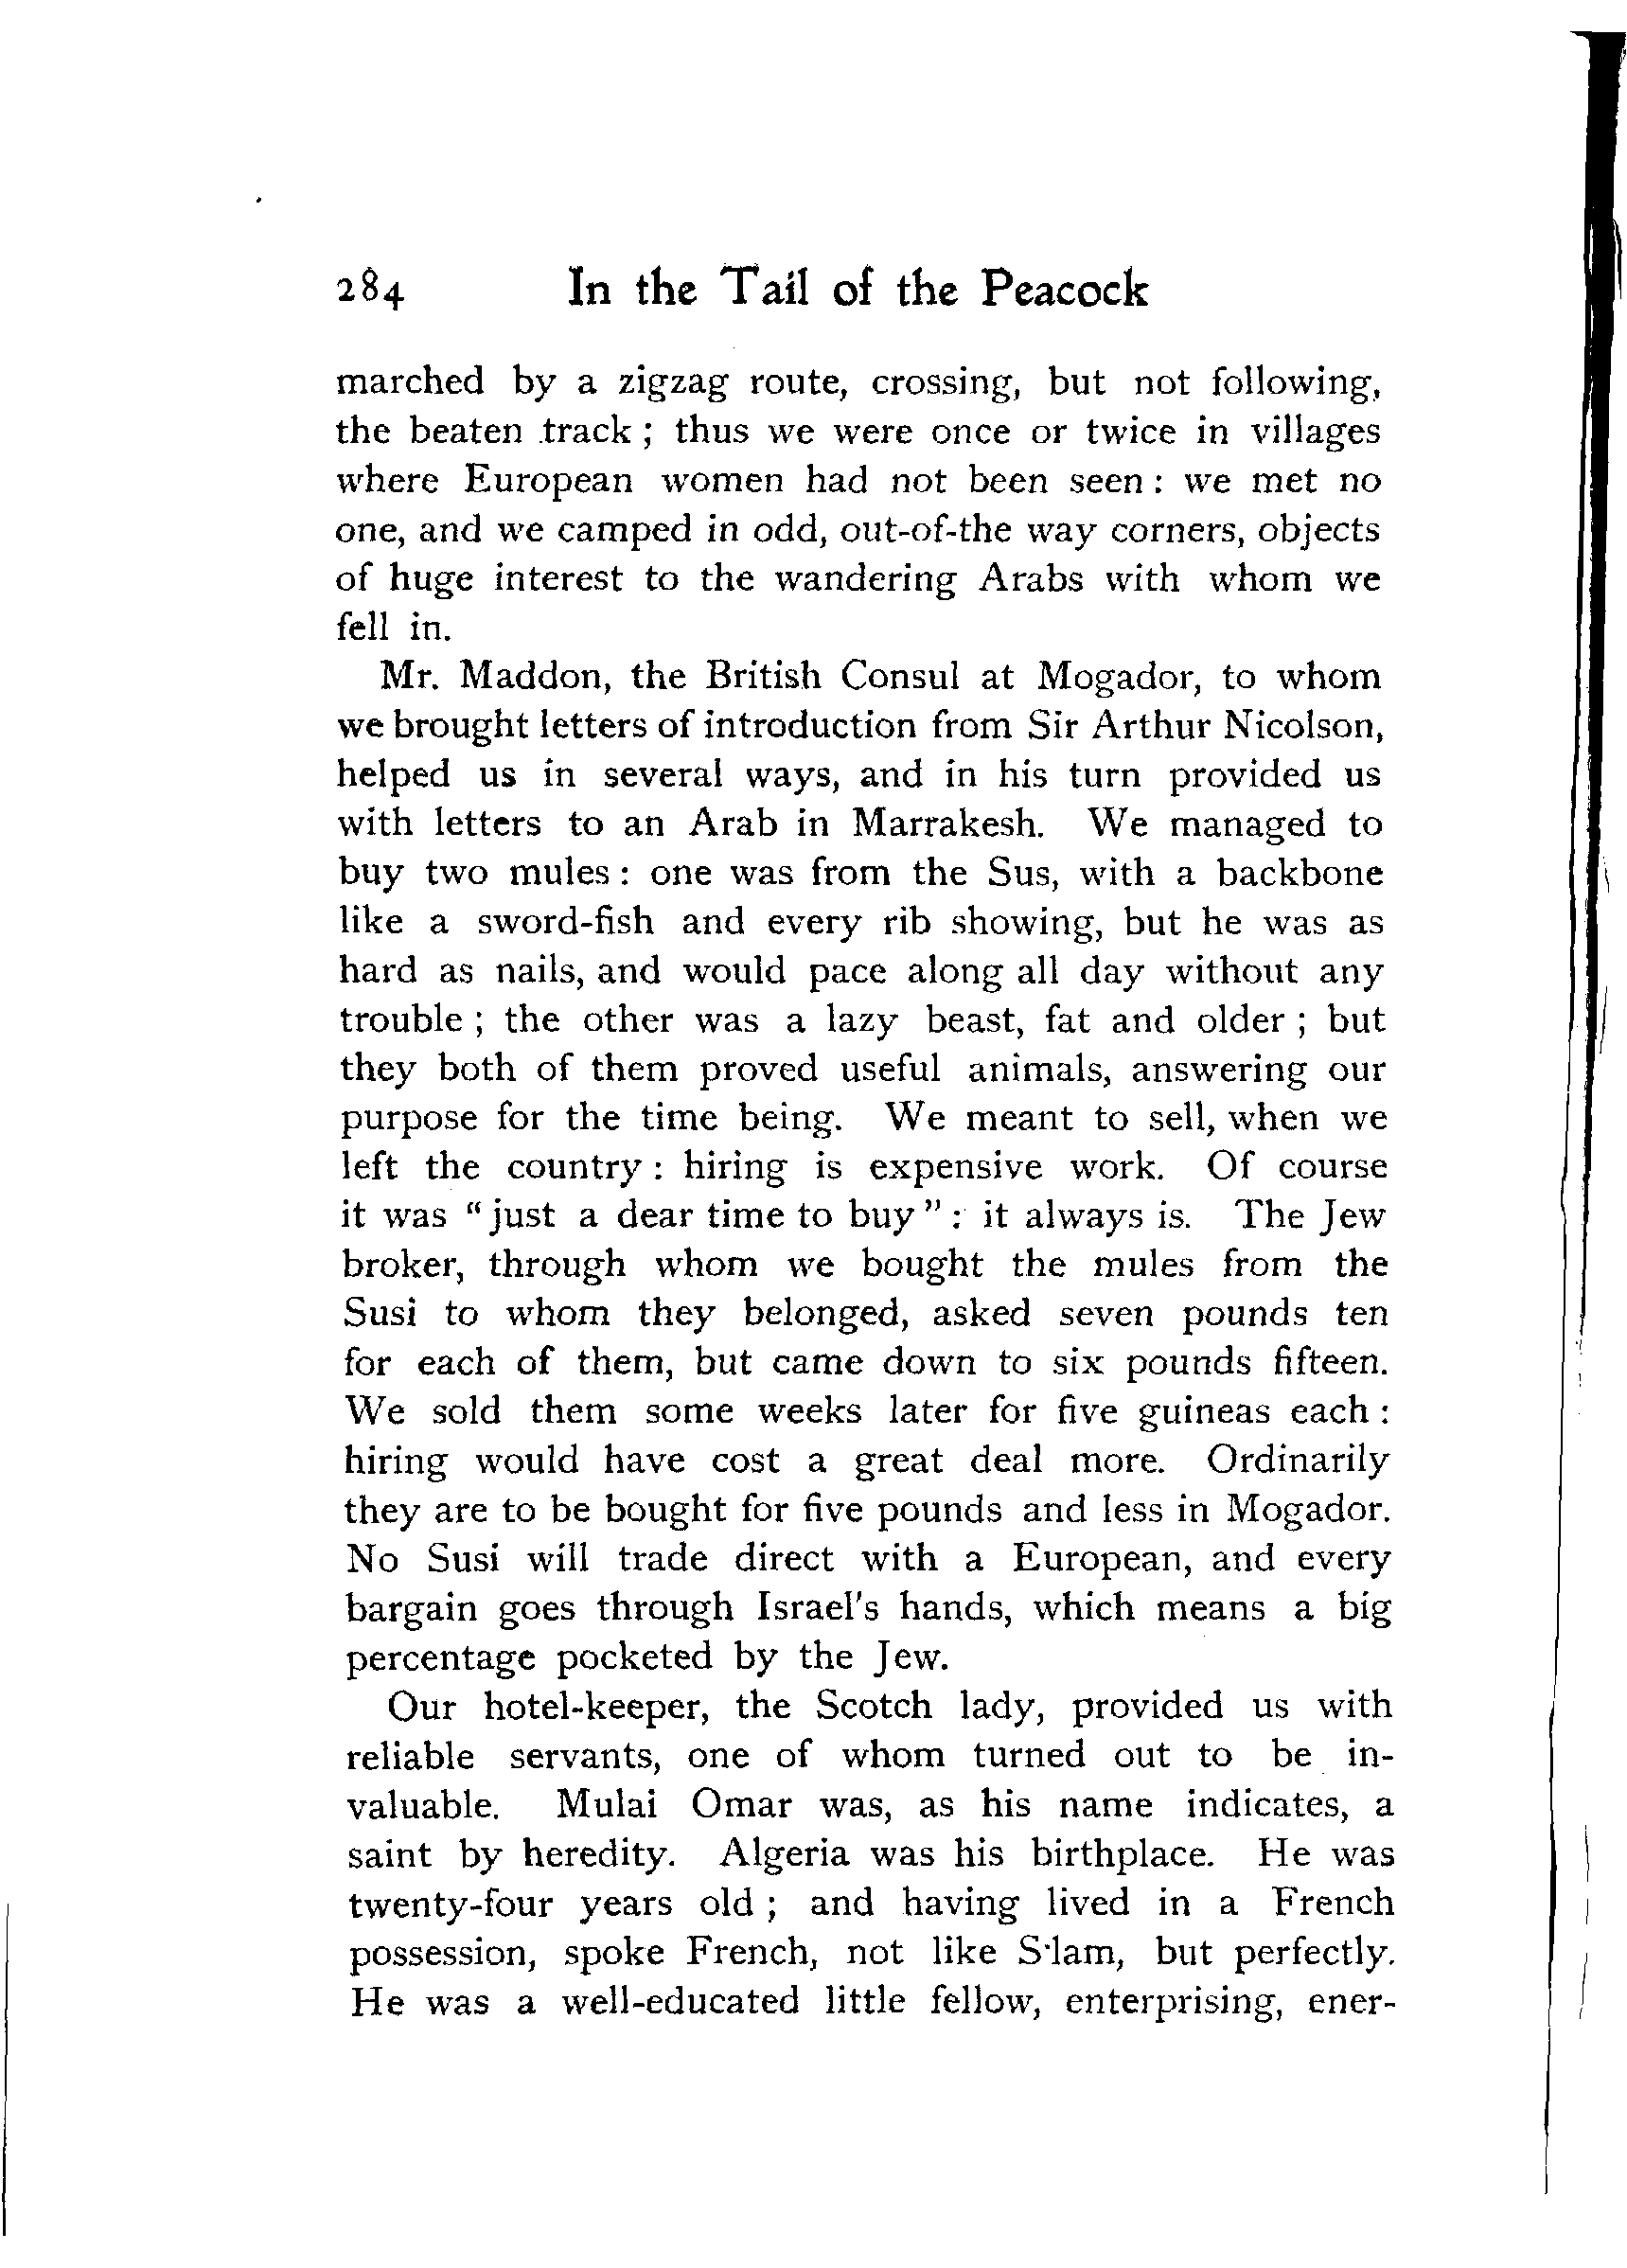 284 In the Tail of the Peacock
marched by a zigzag route, crossing, but not following,
the beaten track ; thus we were once or twice in villages
where European women had not been seen : we met no
one, and we camped in odd, out-of-the way corners, objects
of huge interest to the wandering Arabs with whom we
fell in.
Mr. Maddon, the British Consul at Mogador, to whom
we brought letters of introduction from Sir Arthur Nicolson,
helped us in several ways, and in his turn provided us
with letters to an Arab in Marrakesh. We managed to
buy two mules : one was from the Sus, with a backbone
like a sword-fish and every rib showing, but he was as
hard as nails, and would pace along all day without any
trouble ; the other was a lazy beast, fat and older ; but
they both of them proved useful animals, answering our
purpose for the time being. We meant to sell, when we
left the country : hiring is expensive work. Of course
it was “just a dear time to buy” : it always is. The Jew
broker, through whom we bought the mules from the
Susi to whom they belonged, asked seven pounds ten
for each of them, but came down to six pounds fifteen.
We sold them some weeks later for five guineas each :
hiring would have cost a great deal more. Ordinarily
they are to be bought for five pounds and less in Mogador.
No Susi will trade direct with a European, and every
bargain goes through Israel's hands, which means a big
percentage pocketed by the Jew.
Our hotel-keeper, the Scotch lady, provided us with
reliable servants, one of whom turned out to be in-
valuable. Mulai Omar was, as his name indicates, a
saint by heredity. Algeria was his birthplace. He was
twenty-four years old ; and having lived in a French
possession, spoke French, not like S·lam, but perfectly.
He was a well-educated little fellow, enterprising, ener-